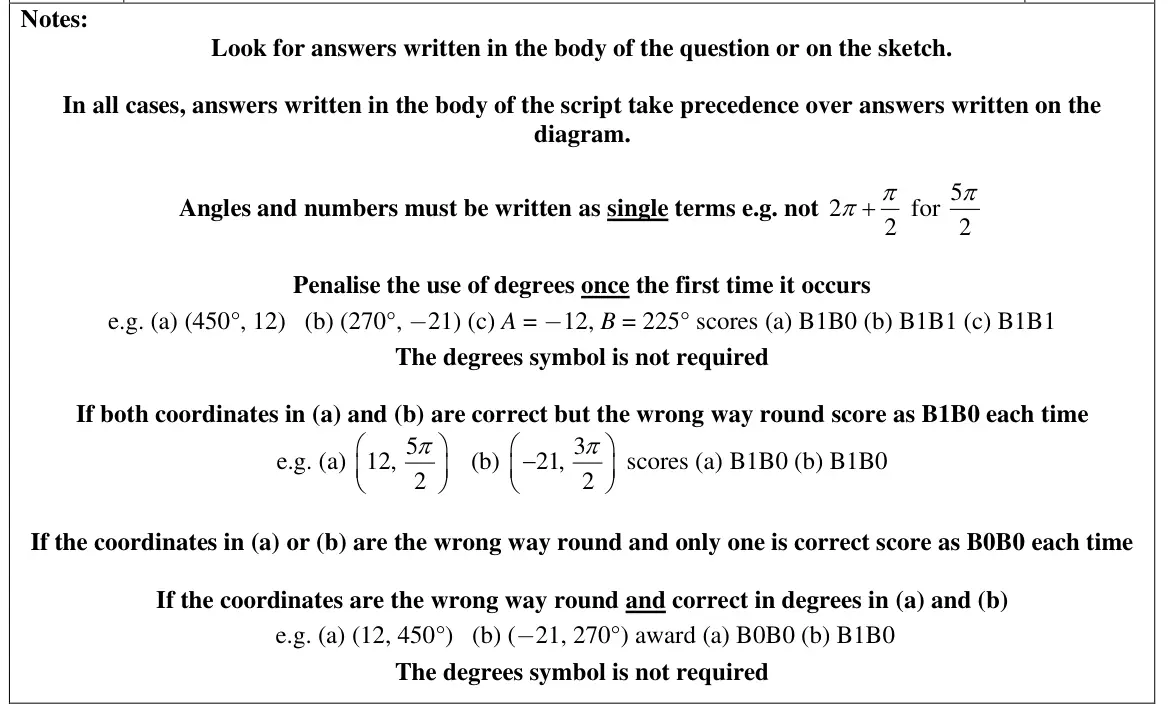 Notes:
Look for answers written in the body of the question or on the sketch.
In all cases, answers written in the body of the script take precedence over answers written on the
diagram.
Angles and numbers must be written as single terms e.g. not 2π + π/2 for 5π/2
Penalise the use of degrees once the first time it occurs
e.g. (a) (450°, 12) (b) (270°, −21) (c) A = −12, B = 225° scores (a) B1B0 (b) B1B1 (c) B1B1
The degrees symbol is not required
If both coordinates in (a) and (b) are correct but the wrong way round score as B1B0 each time
e.g. (a) (12, 5π/2) (b) (−21, 3π/2) scores (a) B1B0 (b) B1B0
If the coordinates in (a) or (b) are the wrong way round and only one is correct score as B0B0 each time
If the coordinates are the wrong way round and correct in degrees in (a) and (b)
e.g. (a) (12, 450°) (b) (−21, 270°) award (a) B0B0 (b) B1B0
The degrees symbol is not required